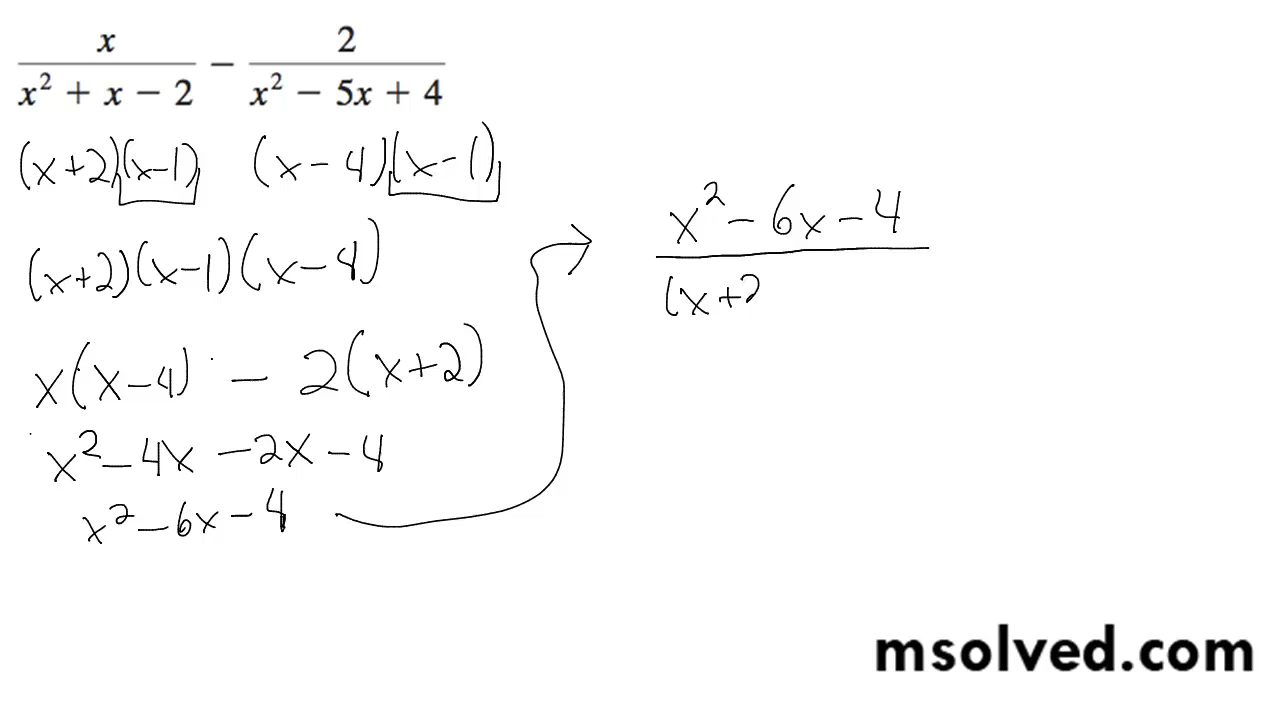 x/(x² + x − 2) − 2/(x² − 5x + 4)
(x+2)(x−1) (x−4)(x−1)
(x+2)(x−1)(x−4)
x(x−4) − 2(x+2)
x² − 4x − 2x − 4
x² − 6x − 4
x² − 6x − 4
(x+2
msolved.com